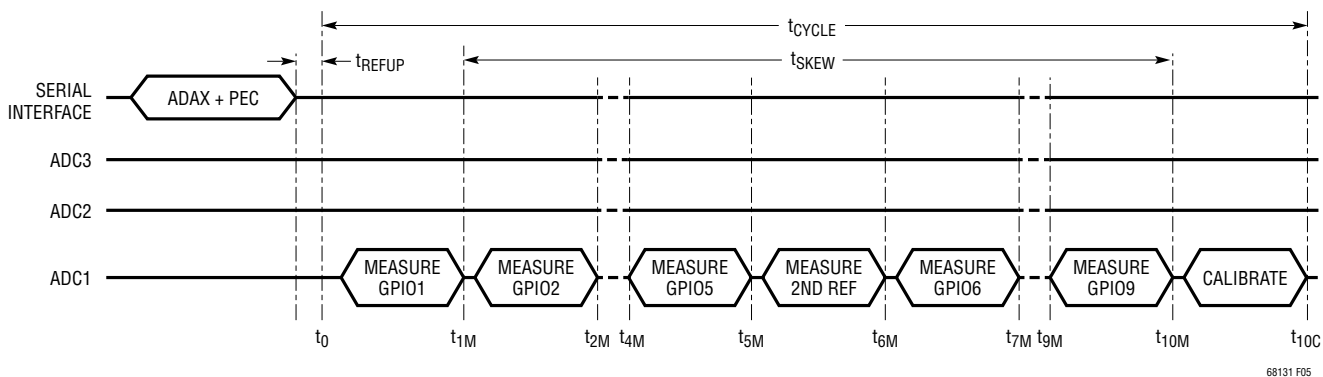 tCYCLE
tREFUP
tSKEW
SERIAL
INTERFACE
ADAX + PEC
ADC3
ADC2
ADC1
MEASURE
GPIO1
MEASURE
GPIO2
MEASURE
GPIO5
MEASURE
2ND REF
MEASURE
GPIO6
MEASURE
GPIO9
CALIBRATE
t0
t1M
t2M
t4M
t5M
t6M
t7M
t9M
t10M
t10C
68131 F05